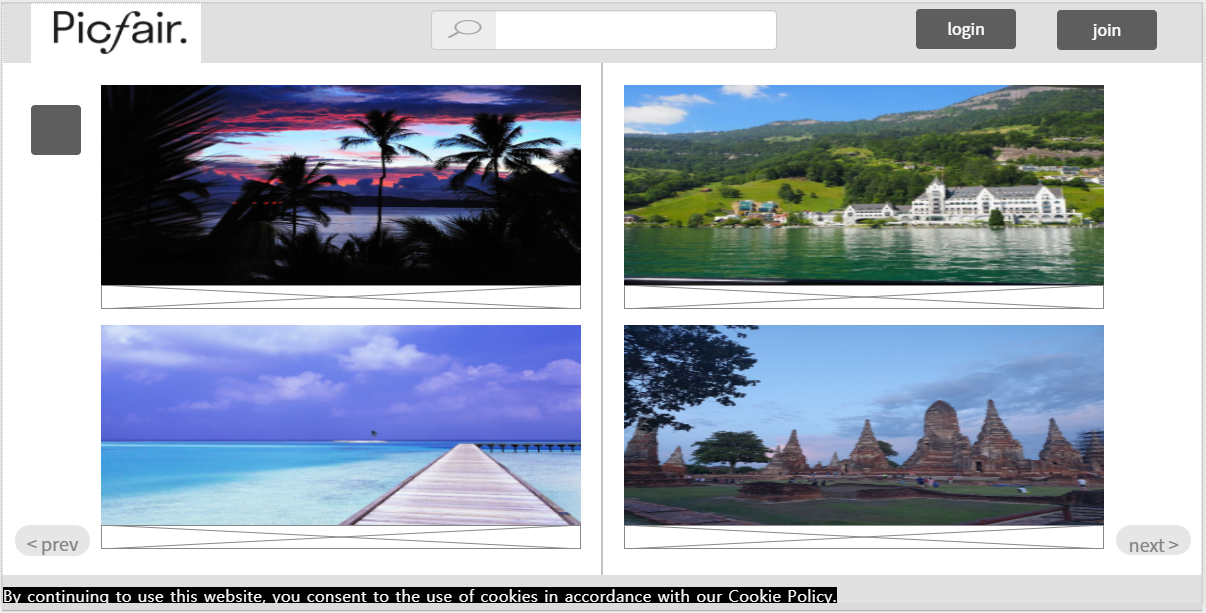 Picfair.
login
join
< prev
next >
By continuing to use this website, you consent to the use of cookies in accordance with our Cookie Policy.